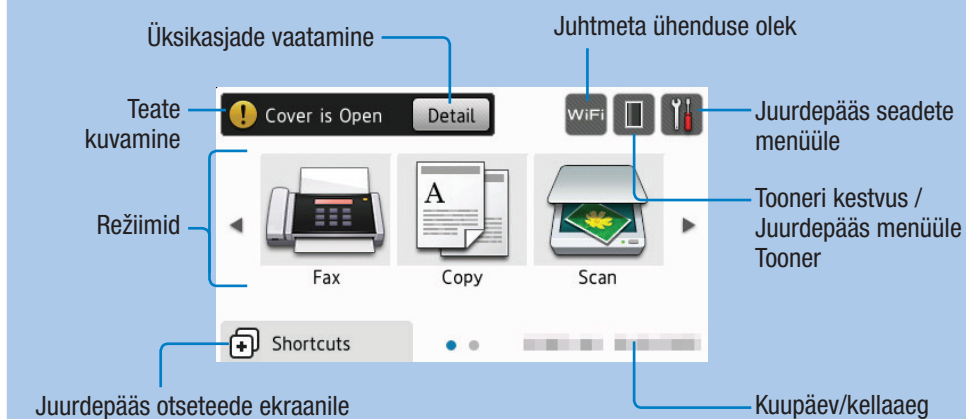 Üksikasjade vaatamine
Juhtmeta ühenduse olek
Teate
kuvamine
Cover is Open
Detail
WiFi
Juurdepääs seadete
menüüle
Režiimid
A
Fax
Copy
Scan
Tooneri kestvus /
Juurdepääs menüüle
Tooner
Shortcuts
Juurdepääs otseteede ekraanile
Kuupäev/kellaaeg